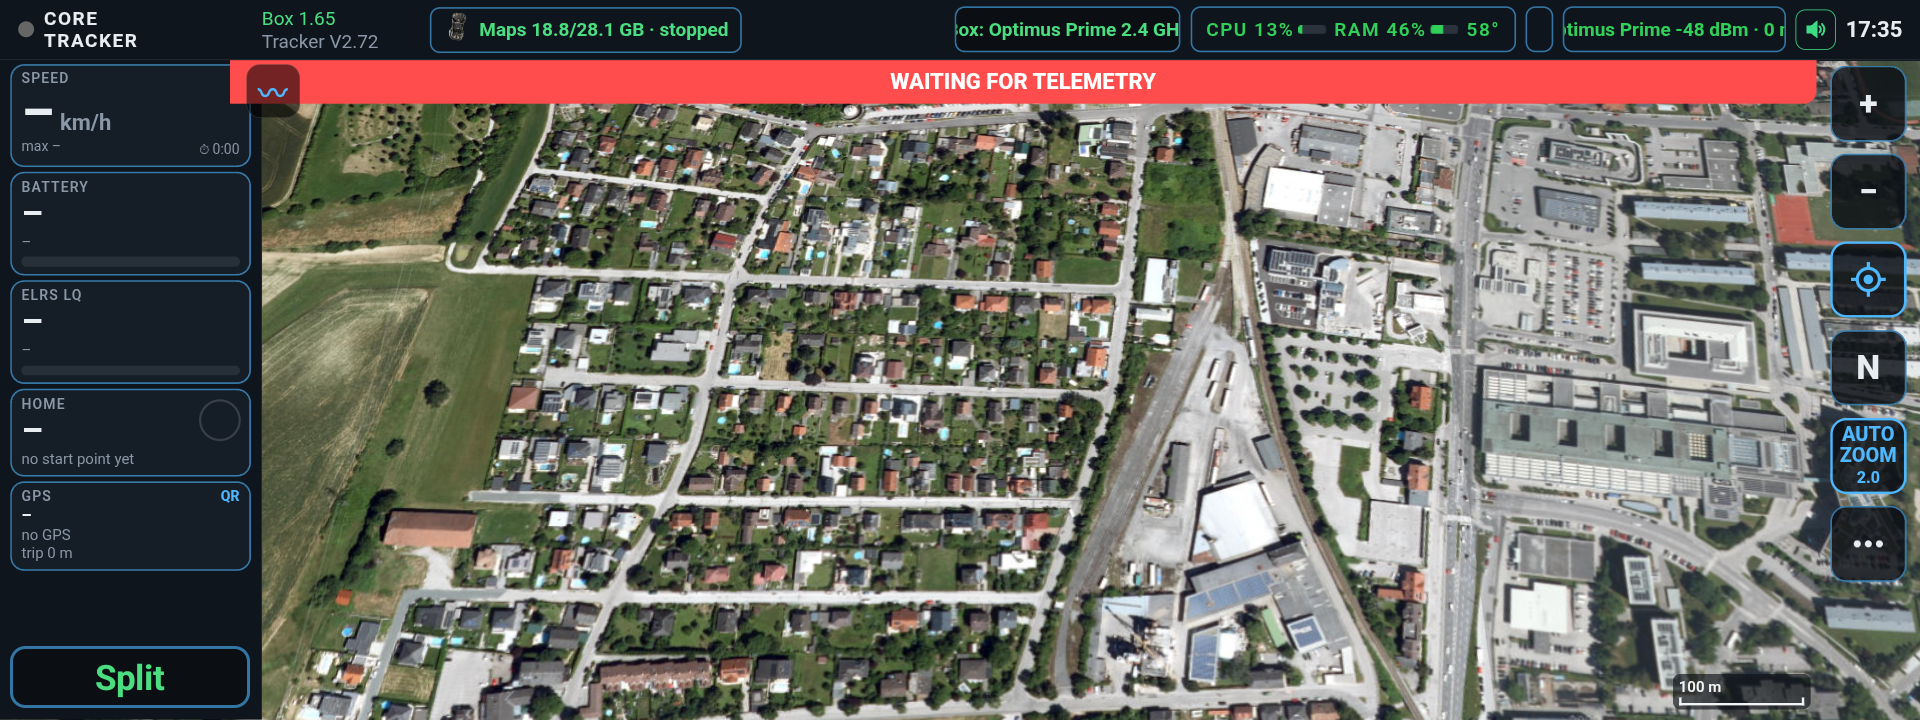 CORE
TRACKER
Box 1.65
Tracker V2.72
Maps 18.8/28.1 GB · stopped
Box: Optimus Prime 2.4 GH
CPU 13% RAM 46% 58°
timus Prime -48 dBm · 0 r
17:35
WAITING FOR TELEMETRY
SPEED
– km/h
max –
⏱ 0:00
BATTERY
–
–
ELRS LQ
–
–
HOME
–
no start point yet
GPS
QR
–
no GPS
trip 0 m
Split
+
-
N
AUTO
ZOOM
2.0
...
100 m